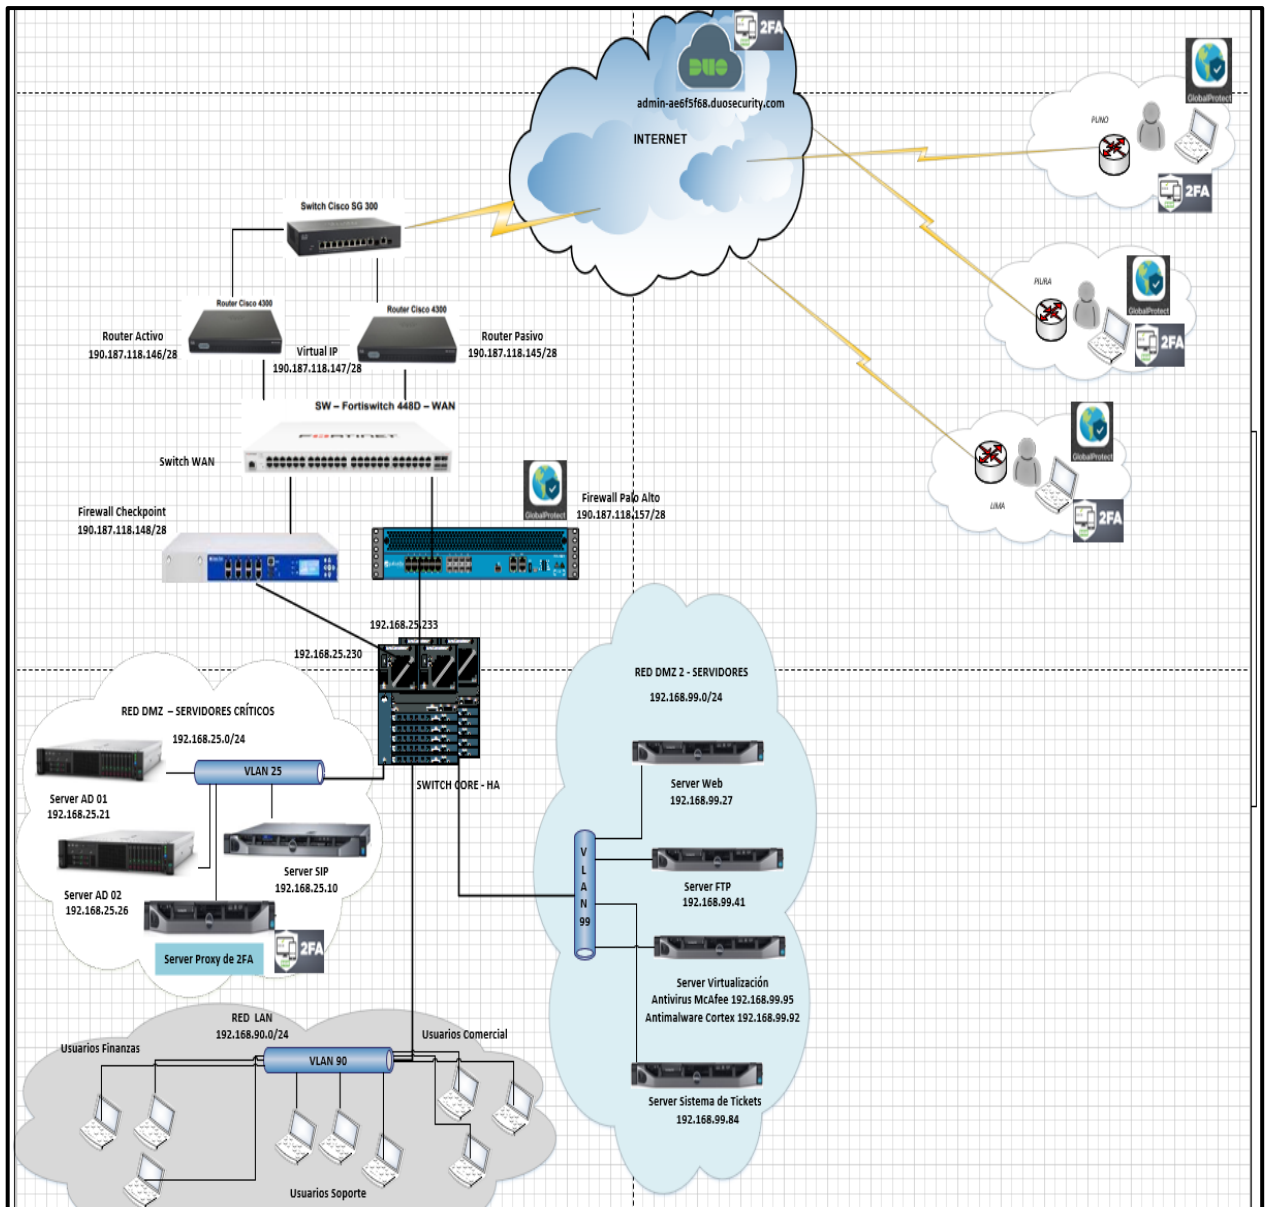 2FA
DUO
admin-ae6f5f68.duosecurity.com
INTERNET
GlobalProtect
PUNO
2FA
Switch Cisco SG 300
GlobalProtect
PIURA
2FA
Router Cisco 4300
Router Cisco 4300
Router Activo
190.187.118.146/28
Virtual IP
190.187.118.147/28
Router Pasivo
190.187.118.145/28
SW – Fortiswitch 448D – WAN
FORTINET
Switch WAN
GlobalProtect
LIMA
2FA
Firewall Checkpoint
190.187.118.148/28
GlobalProtect
Firewall Palo Alto
190.187.118.157/28
192.168.25.233
192.168.25.230
SWITCH CORE - HA
RED DMZ – SERVIDORES CRÍTICOS
192.168.25.0/24
VLAN 25
Server AD 01
192.168.25.21
Server SIP
192.168.25.10
Server AD 02
192.168.25.26
Server Proxy de 2FA
2FA
RED DMZ 2 - SERVIDORES
192.168.99.0/24
VLAN 99
Server Web
192.168.99.27
Server FTP
192.168.99.41
Server Virtualización
Antivirus McAfee 192.168.99.95
Antimalware Cortex 192.168.99.92
Server Sistema de Tickets
192.168.99.84
RED LAN
192.168.90.0/24
Usuarios Finanzas
Usuarios Comercial
VLAN 90
Usuarios Soporte